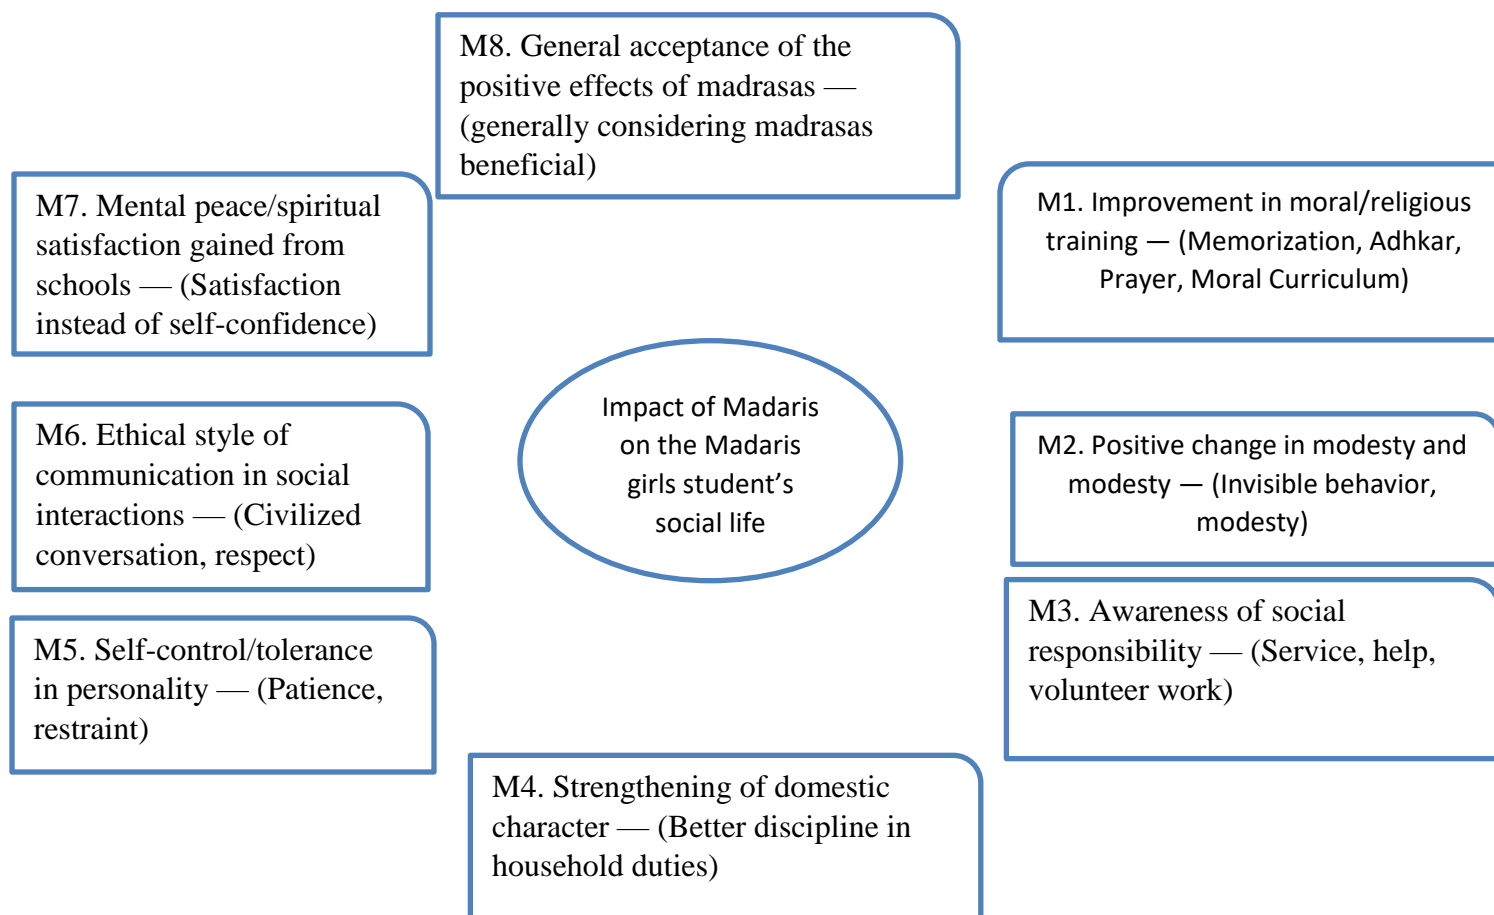 M8. General acceptance of the
positive effects of madrasas —
(generally considering madrasas
beneficial)
M7. Mental peace/spiritual
satisfaction gained from
schools — (Satisfaction
instead of self-confidence)
M1. Improvement in moral/religious
training — (Memorization, Adhkar,
Prayer, Moral Curriculum)
Impact of Madaris
on the Madaris
girls student’s
social life
M6. Ethical style of
communication in social
interactions — (Civilized
conversation, respect)
M2. Positive change in modesty and
modesty — (Invisible behavior,
modesty)
M5. Self-control/tolerance
in personality — (Patience,
restraint)
M3. Awareness of social
responsibility — (Service, help,
volunteer work)
M4. Strengthening of domestic
character — (Better discipline in
household duties)